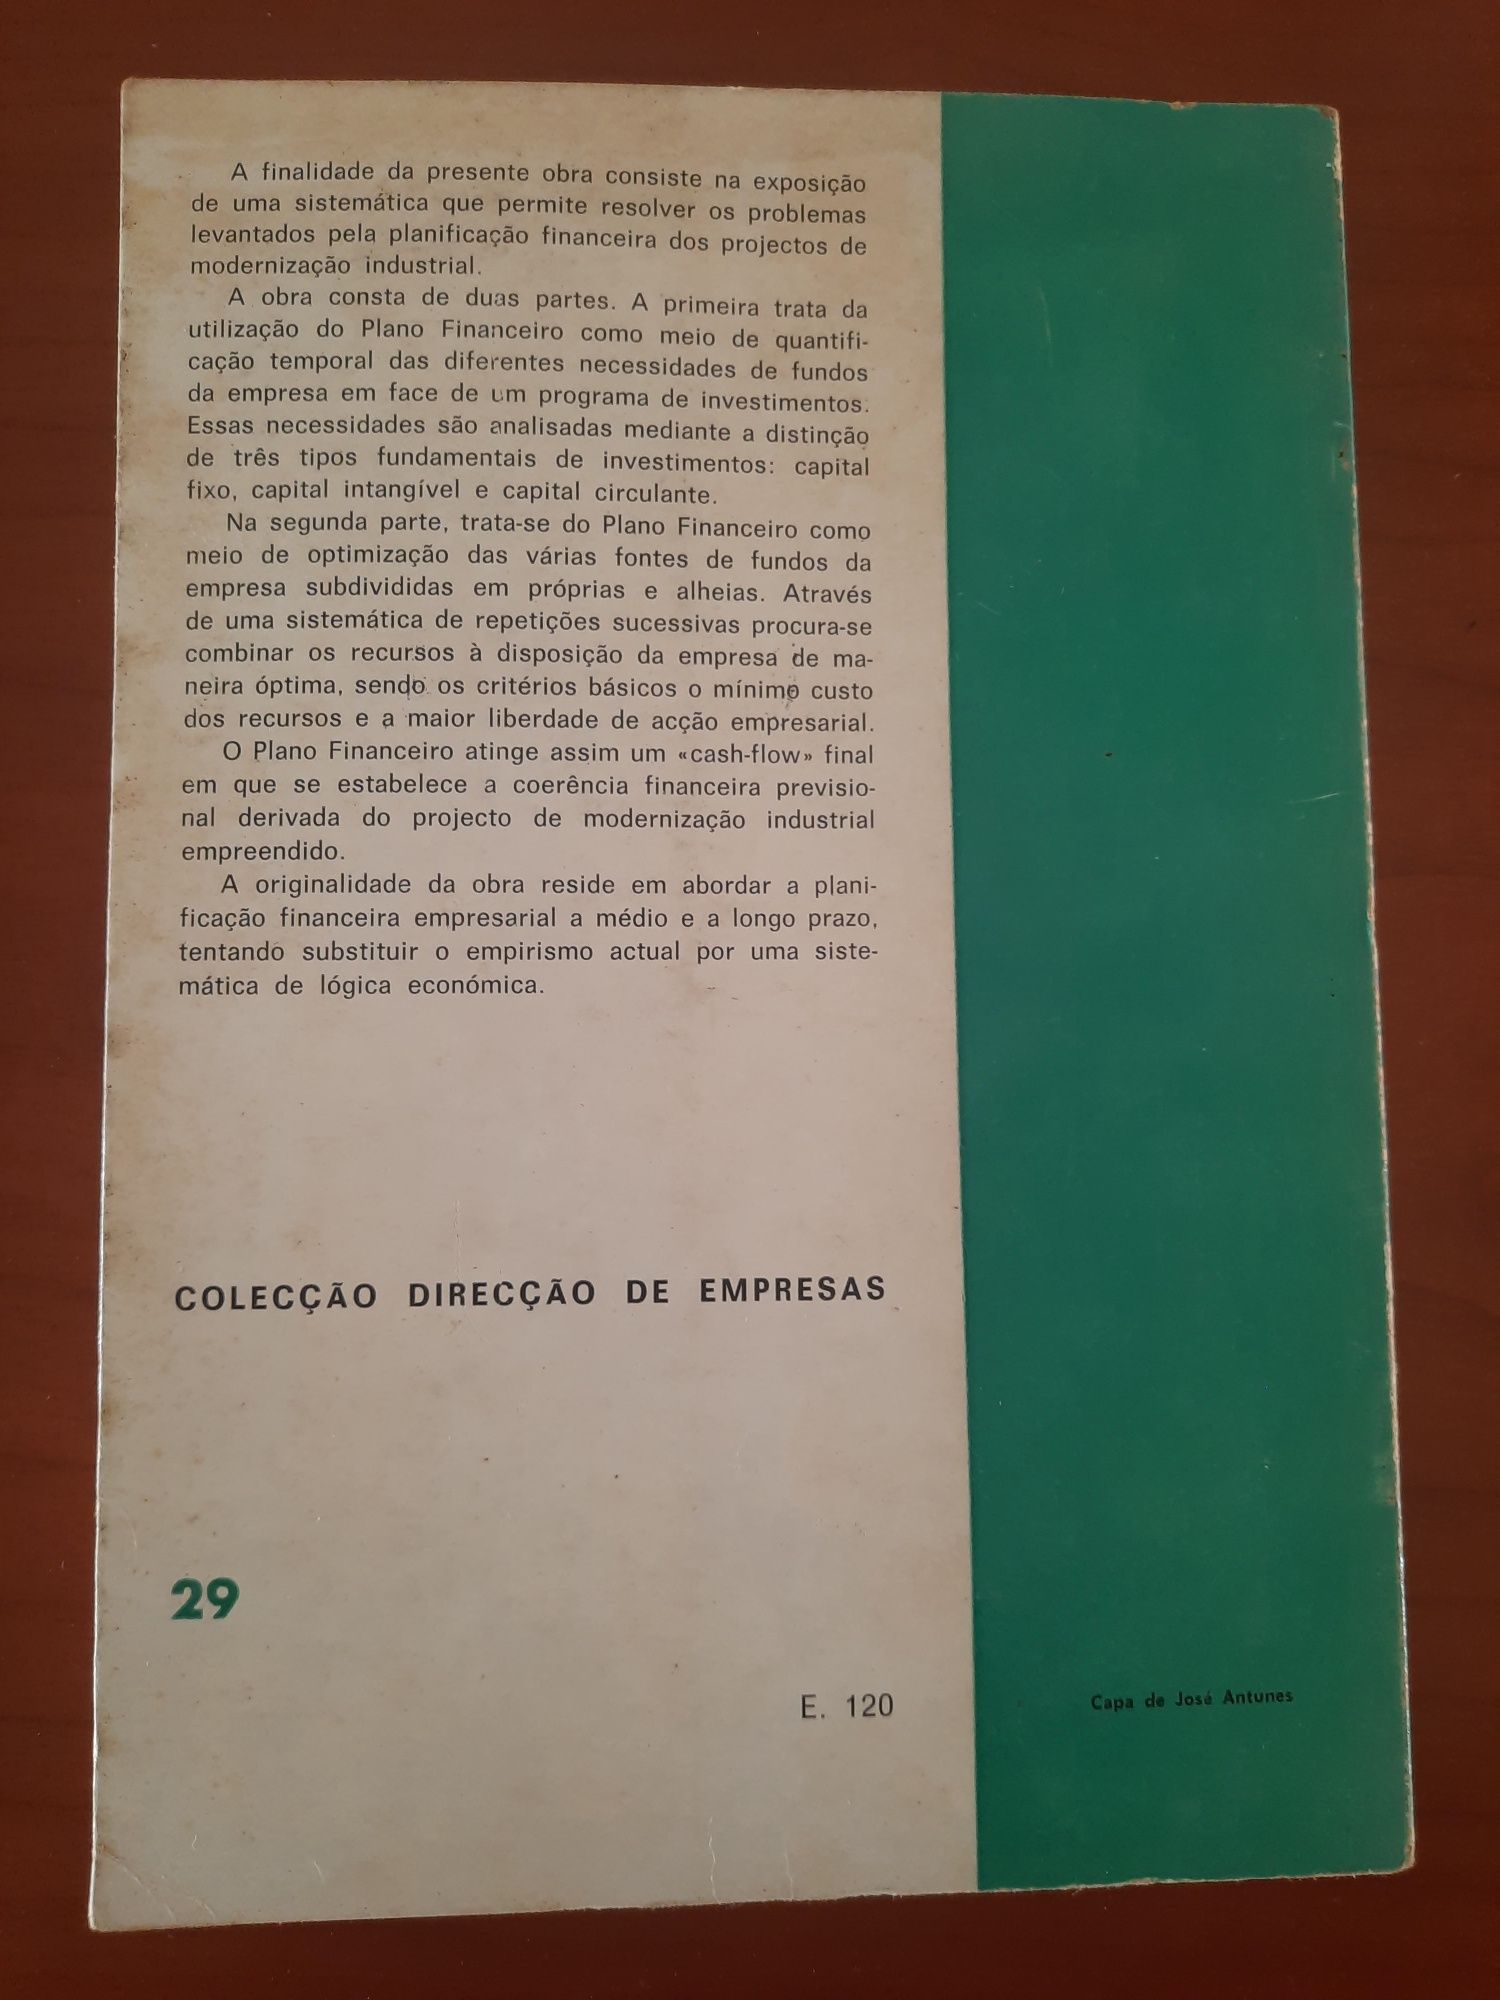 A finalidade da presente obra consiste na exposição
de uma sistemática que permite resolver os problemas
levantados pela planificação financeira dos projectos de
modernização industrial.
A obra consta de duas partes. A primeira trata da
utilização do Plano Financeiro como meio de quantifi-
cação temporal das diferentes necessidades de fundos
da empresa em face de um programa de investimentos.
Essas necessidades são analisadas mediante a distinção
de três tipos fundamentais de investimentos: capital
fixo, capital intangível e capital circulante.
Na segunda parte, trata-se do Plano Financeiro como
meio de optimização das várias fontes de fundos da
empresa subdivididas em próprias e alheias. Através
de uma sistemática de repetições sucessivas procura-se
combinar os recursos à disposição da empresa de ma-
neira óptima, sendo os critérios básicos o mínimo custo
dos recursos e a maior liberdade de acção empresarial.
O Plano Financeiro atinge assim um «cash-flow» final
em que se estabelece a coerência financeira previsio-
nal derivada do projecto de modernização industrial
empreendido.
A originalidade da obra reside em abordar a plani-
ficação financeira empresarial a médio e a longo prazo,
tentando substituir o empirismo actual por uma siste-
mática de lógica económica.
COLECÇÃO DIRECÇÃO DE EMPRESAS
29
E. 120
Capa de José Antunes